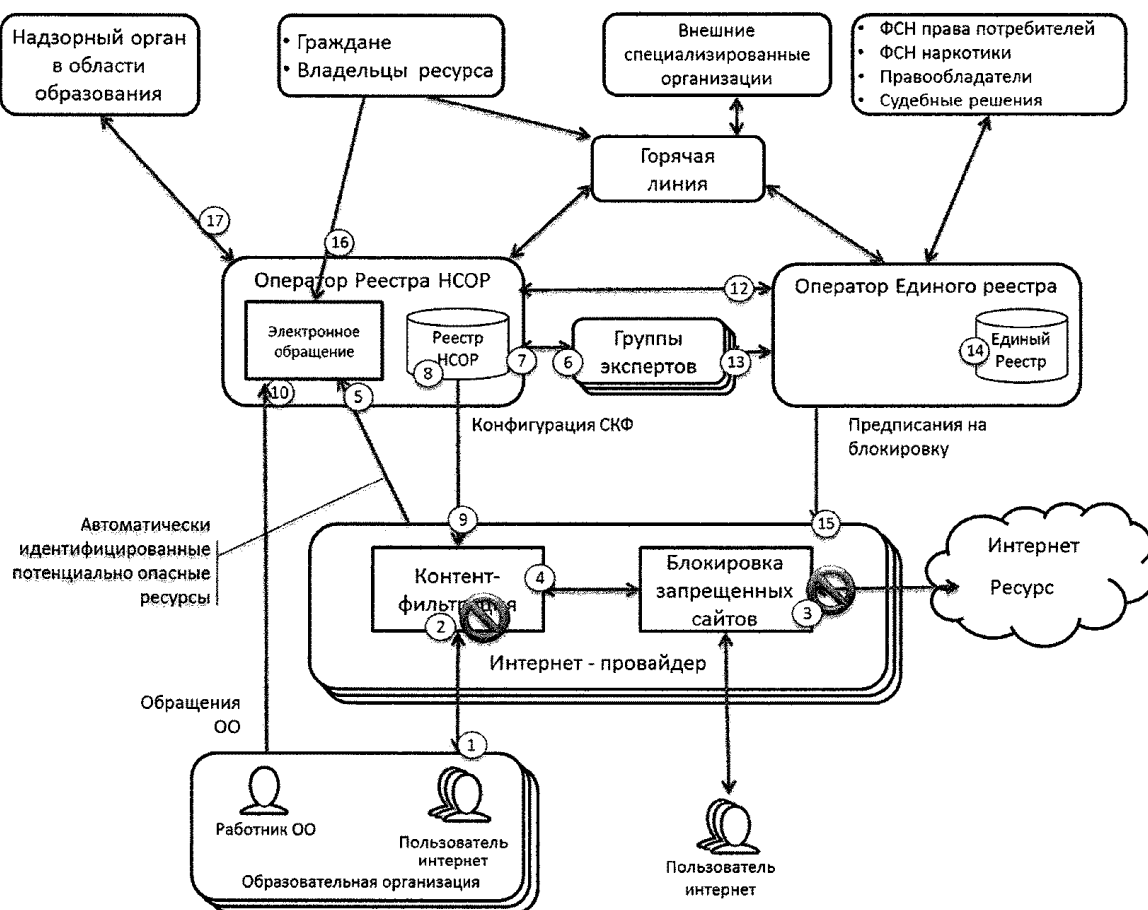 Надзорный орган
в области
образования
• Граждане
• Владельцы ресурса
Внешние
специализированные
организации
• ФСН права потребителей
• ФСН наркотики
• Правообладатели
• Судебные решения
Горячая
линия
17
16
Оператор Реестра НСОР
Электронное
обращение
Реестр
НСОР
8
7
10
5
12
6
Группы
экспертов
13
Оператор Единого реестра
14
Единый
Реестр
Конфигурация СКФ
Предписания на
блокировку
Автоматически
идентифицированные
потенциально опасные
ресурсы
9
15
Контент-
фильтрация
2
4
Блокировка
запрещенных
сайтов
3
Интернет
Ресурс
Интернет - провайдер
Обращения
ОО
1
Работник ОО
Пользователь
интернет
Образовательная организация
Пользователь
интернет